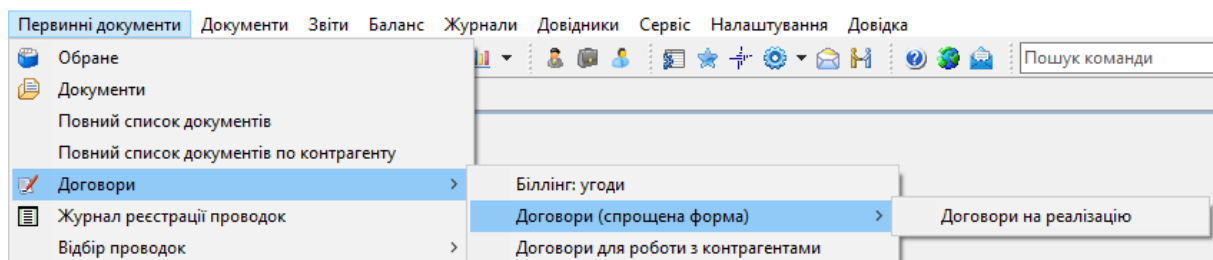 Первинні документи Документи Звіти Баланс Журнали Довідники Сервіс Налаштування Довідка
Обране
Пошук команди
Документи
Повний список документів
Повний список документів по контрагенту
Договори
Біллінг: угоди
Журнал реєстрації проводок
Договори (спрощена форма)
Договори на реалізацію
Відбір проводок
Договори для роботи з контрагентами